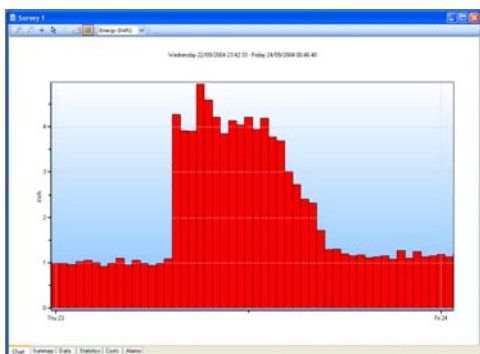 Survey 1
Energy (kWh)
Wednesday 22/09/2004 23:42:33 - Friday 24/09/2004 00:46:40
kWh
4
3
2
1
0
Thu 23
Fri 24
Chart Summary Data Statistics Costs Alarms